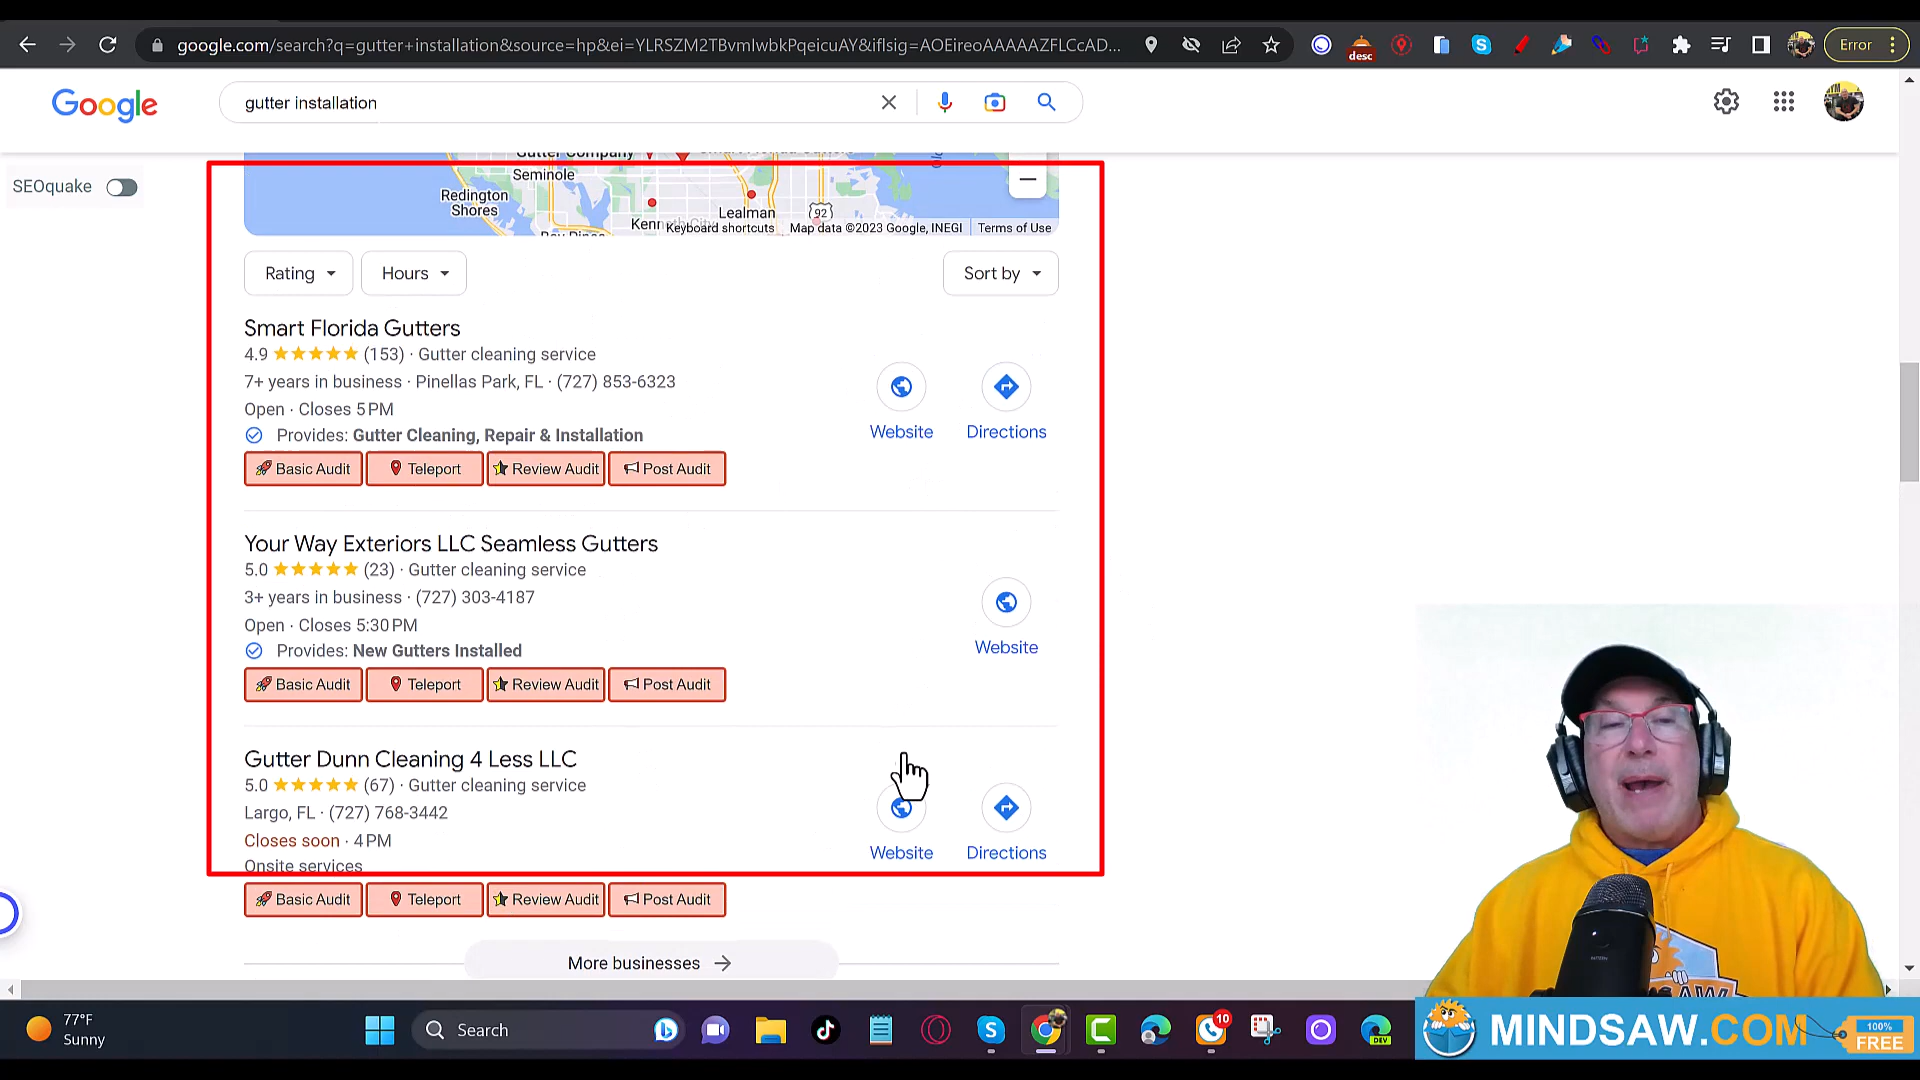 google.com/search?q=gutter+installation&source=hp&ei=YLRSZM2TBvmIwbkPqeicuAY&iflsig=AOEireoAAAAAZFLCcAD...
desc
Error
Google
gutter installation
SEOquake
Gutter Company
Seminole
Redington
Shores
Lealman
92
Keyboard shortcuts
Map data ©2023 Google, INEGI
Terms of Use
Rating
Hours
Sort by
Smart Florida Gutters
4.9 (153) · Gutter cleaning service
7+ years in business · Pinellas Park, FL · (727) 853-6323
Open · Closes 5 PM
Provides: Gutter Cleaning, Repair & Installation
Website
Directions
Basic Audit
Teleport
Review Audit
Post Audit
Your Way Exteriors LLC Seamless Gutters
5.0 (23) · Gutter cleaning service
3+ years in business · (727) 303-4187
Open · Closes 5:30 PM
Provides: New Gutters Installed
Website
Basic Audit
Teleport
Review Audit
Post Audit
Gutter Dunn Cleaning 4 Less LLC
5.0 (67) · Gutter cleaning service
Largo, FL · (727) 768-3442
Closes soon · 4 PM
Onsite services
Website
Directions
Basic Audit
Teleport
Review Audit
Post Audit
More businesses
77°F
Sunny
Search
10
DEV
MINDSAW.COM
100%
FREE